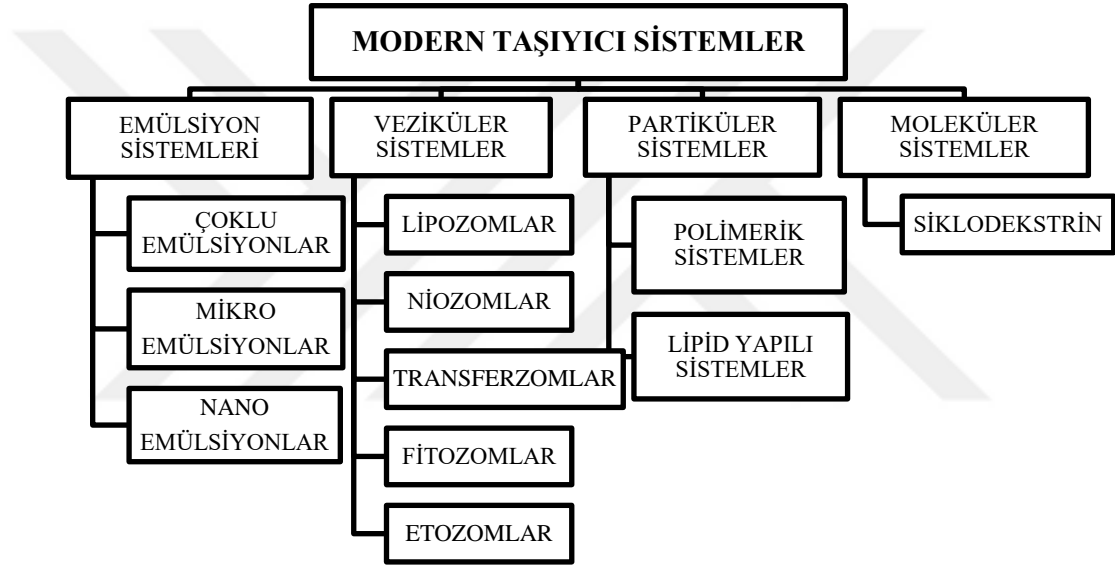 MODERN TAŞIYICI SİSTEMLER
EMÜLSİYON
SİSTEMLERİ
ÇOKLU
EMÜLSİYONLAR
MİKRO
EMÜLSİYONLAR
NANO
EMÜLSİYONLAR
VEZİKÜLER
SİSTEMLER
LİPOZOMLAR
NİOZOMLAR
TRANSFERZOMLAR
FİTOZOMLAR
ETOZOMLAR
PARTİKÜLER
SİSTEMLER
POLİMERİK
SİSTEMLER
LİPİD YAPILI
SİSTEMLER
MOLEKÜLER
SİSTEMLER
SİKLODEKSTRİN